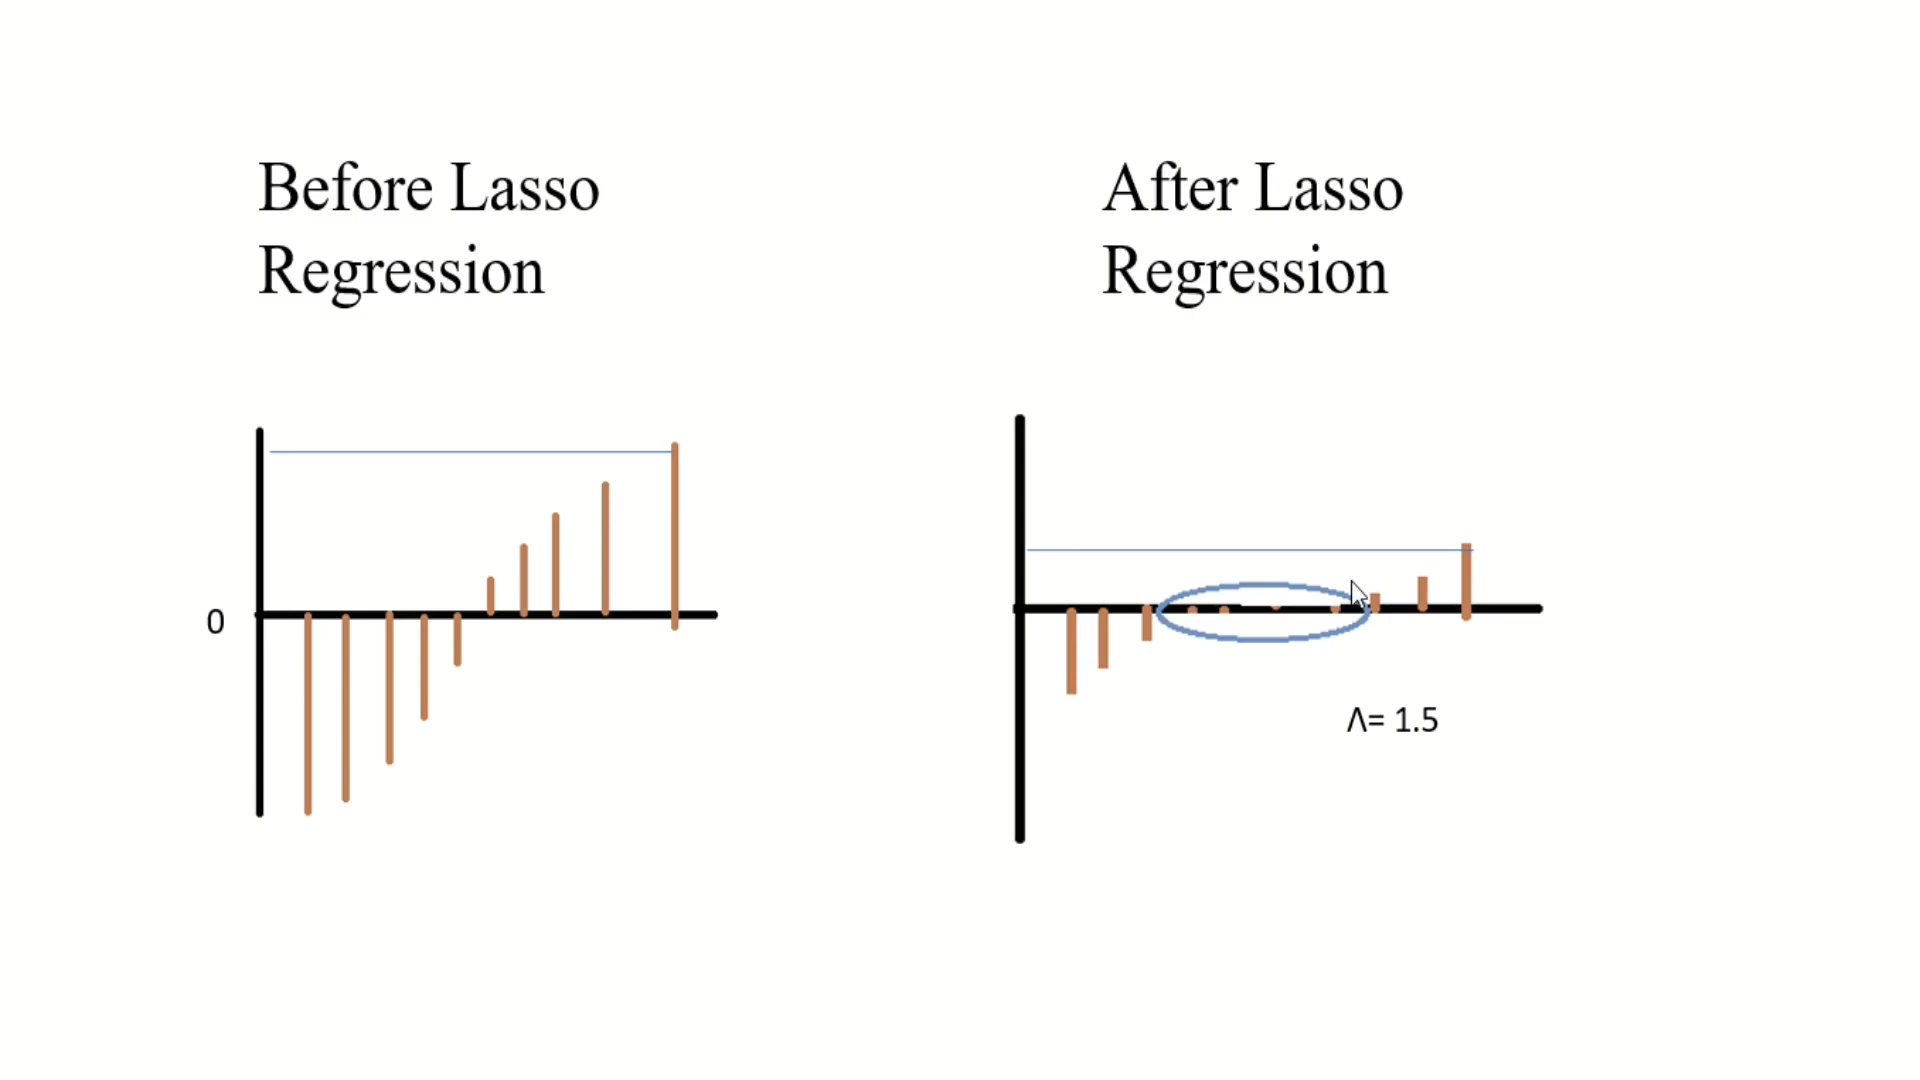 Before Lasso
Regression
After Lasso
Regression
0
Λ= 1.5